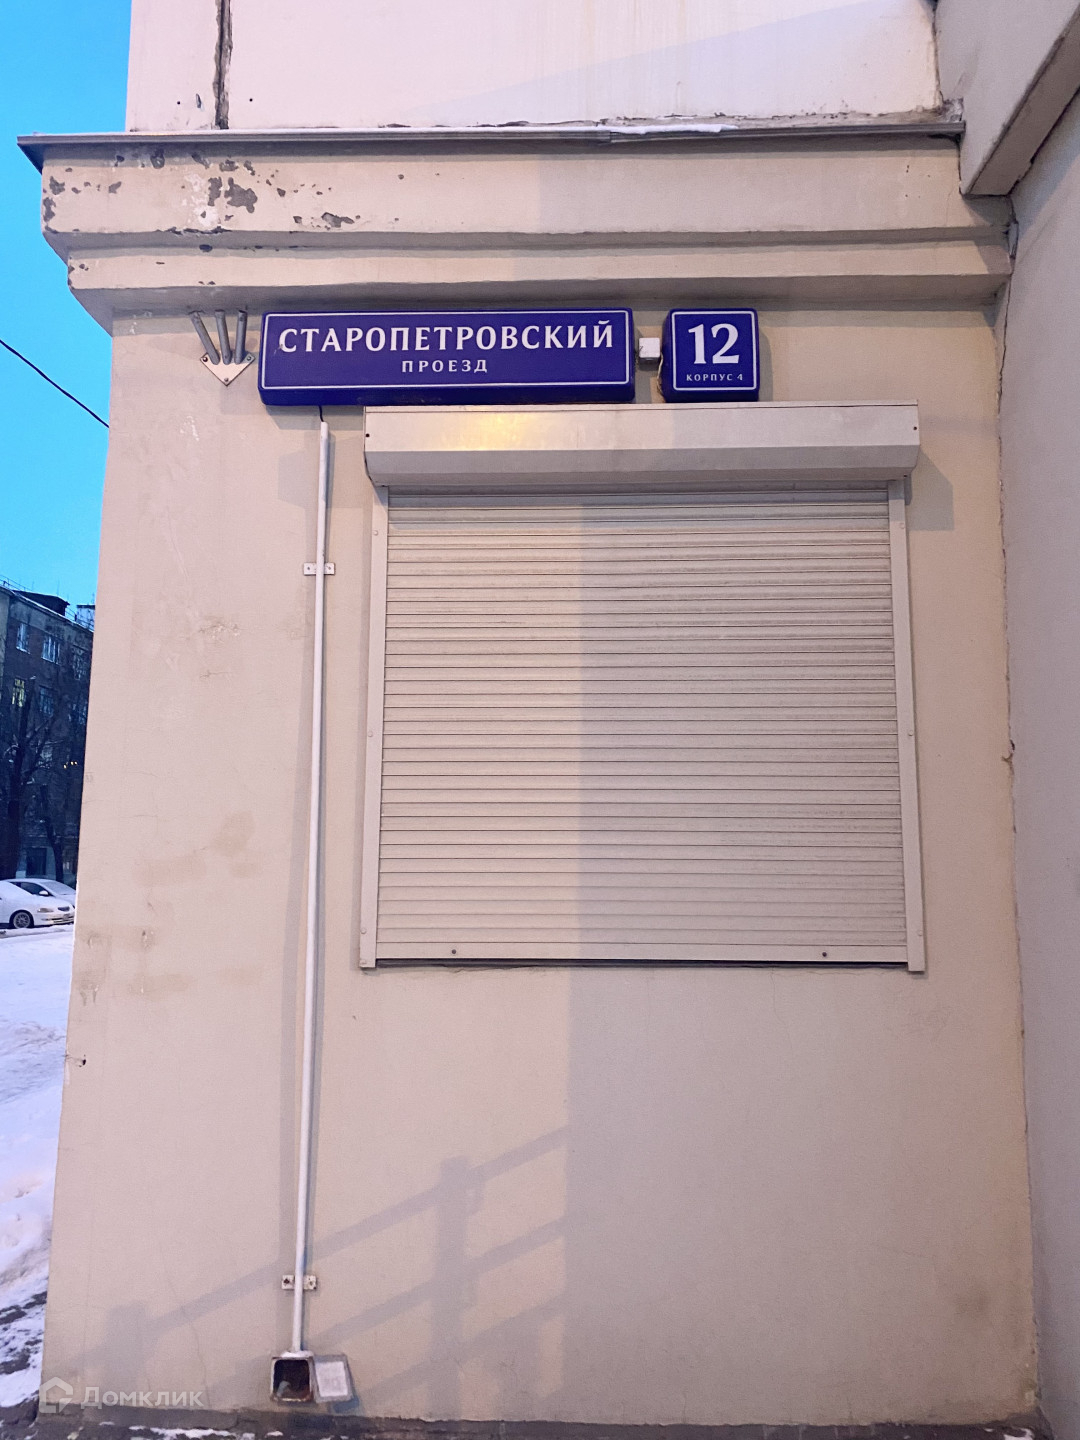 СТАРОПЕТРОВСКИЙ
ПРОЕЗД
12
КОРПУС 4
Домклик